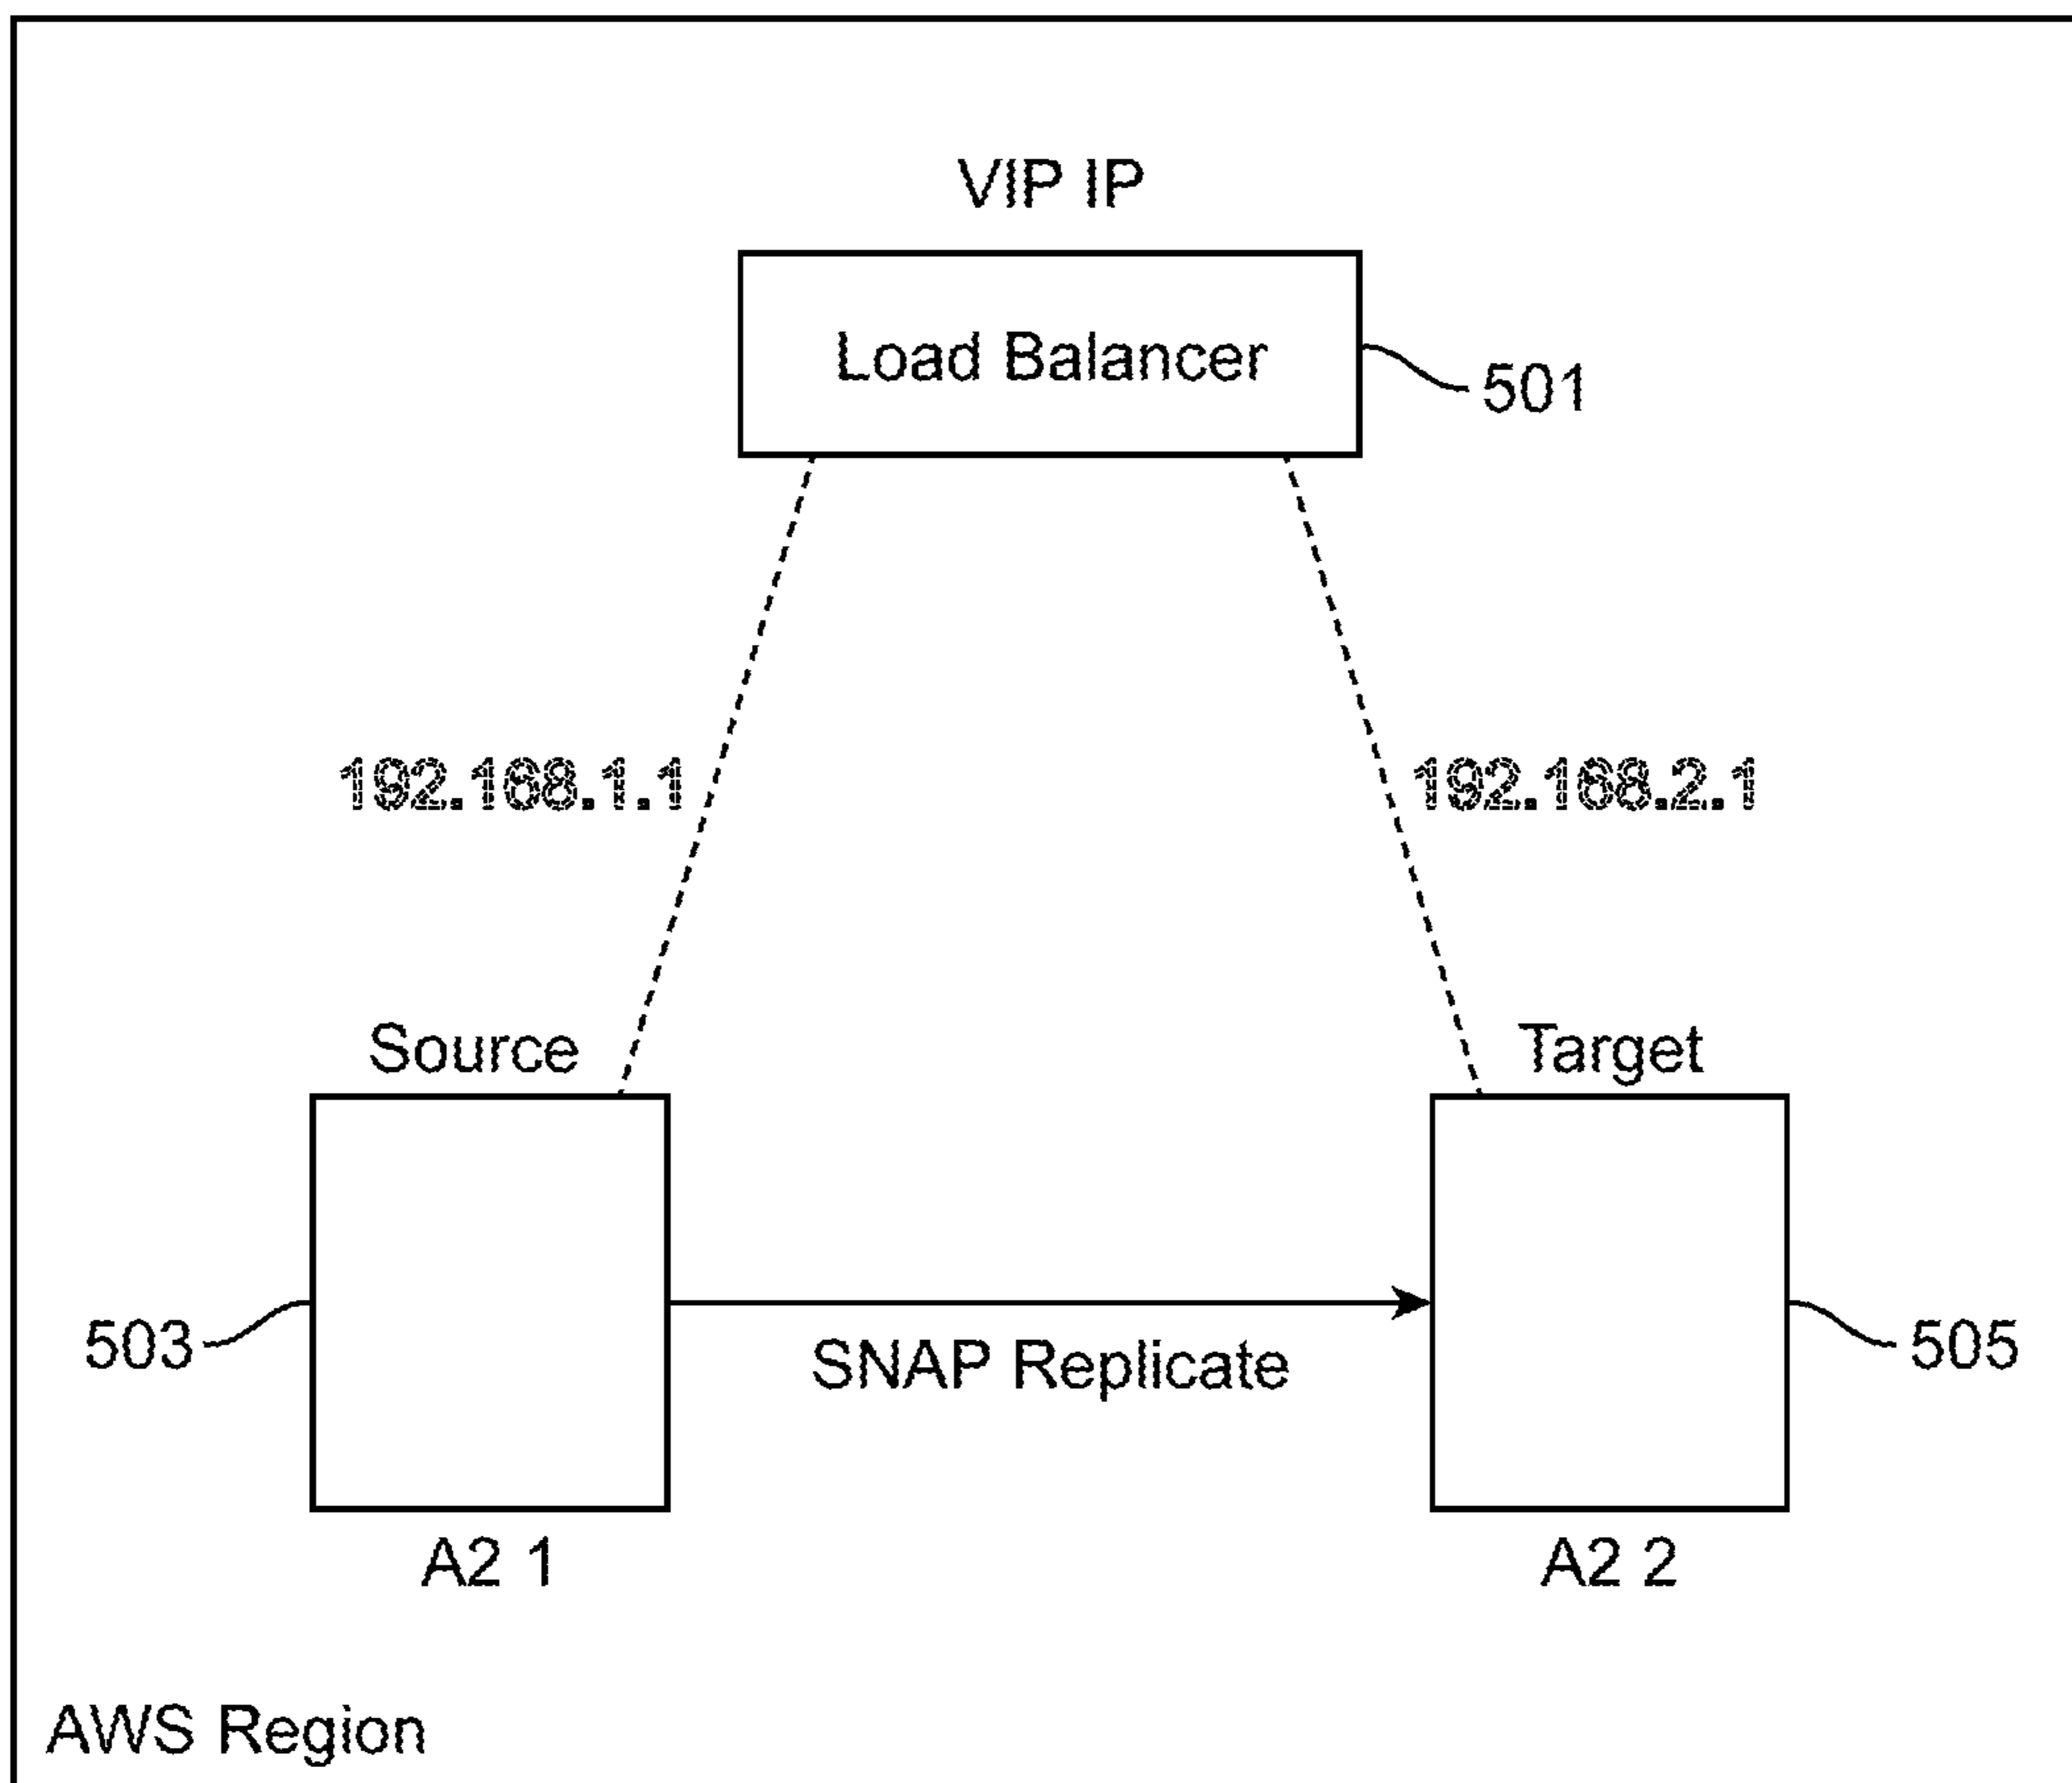 VIP IP
Load Balancer
501
192.168.1.1
192.168.2.1
Source
Target
503
SNAP Replicate
505
A2 1
A2 2
AWS Region